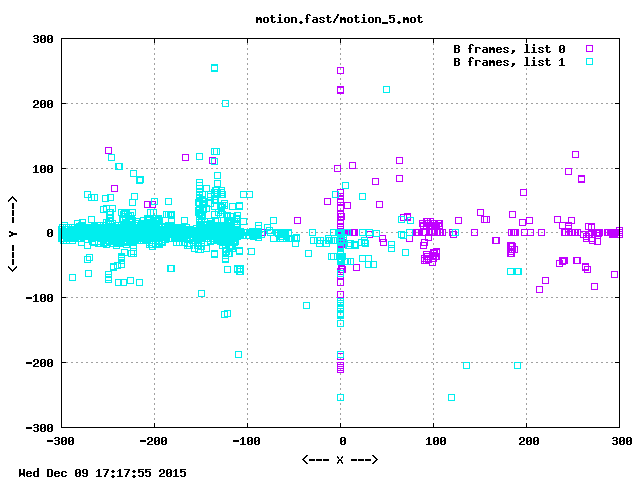 motion.fast/motion_5.mot
B frames, list 0
B frames, list 1
300
200
100
0
-100
-200
-300
<--- Y --->
-300 -200 -100 0 100 200 300
<--- X --->
Wed Dec 09 17:17:55 2015